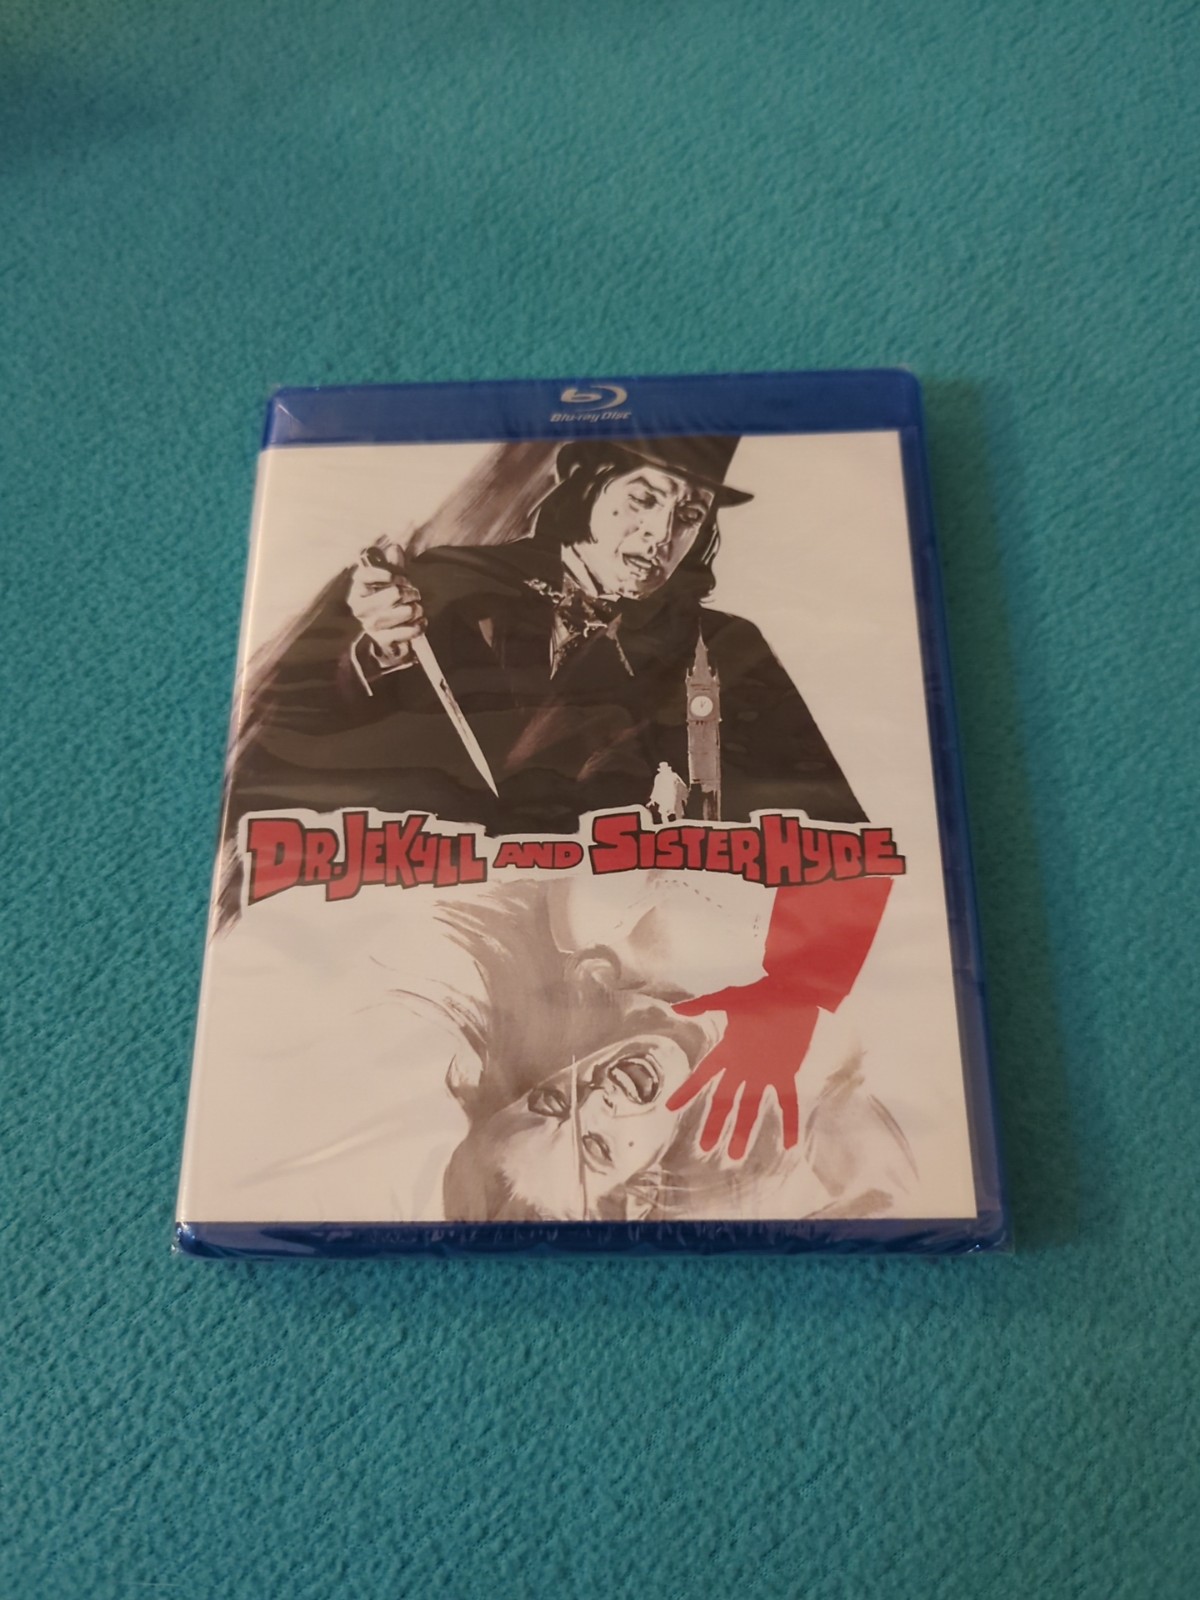 Blu-ray Disc
DR. JEKYLL AND SISTER HYDE